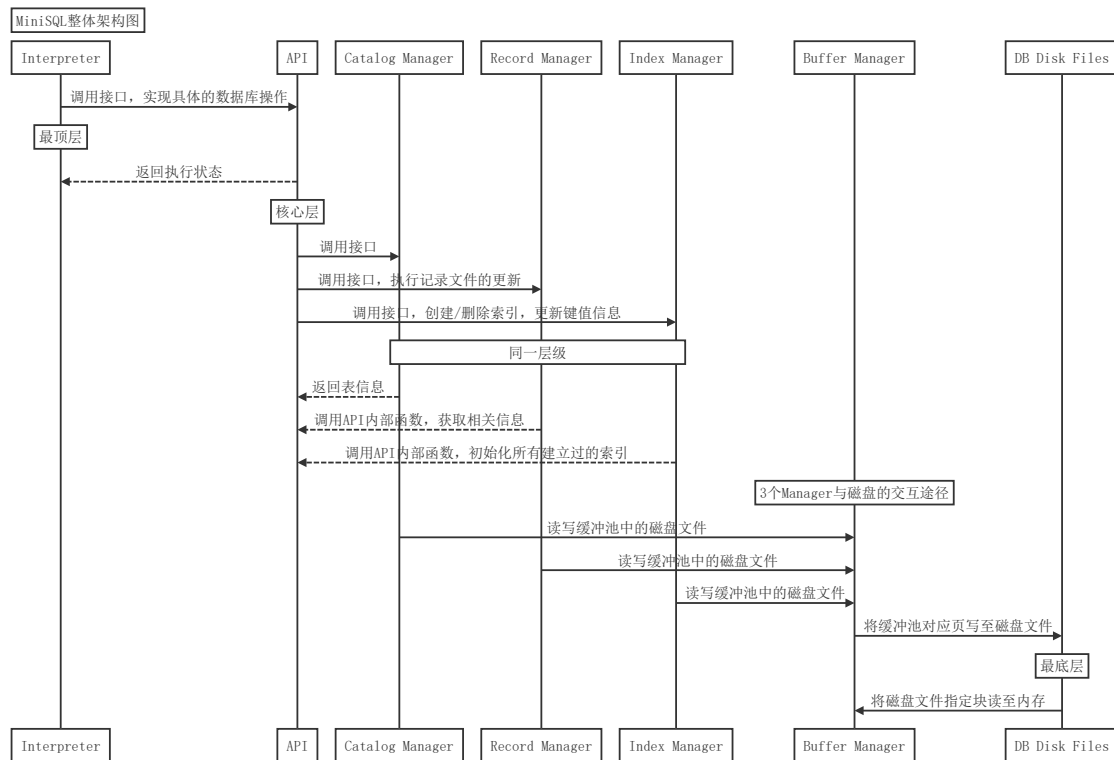 MiniSQL整体架构图
Interpreter
API
Catalog Manager
Record Manager
Index Manager
Buffer Manager
DB Disk Files
调用接口，实现具体的数据库操作
最顶层
返回执行状态
核心层
调用接口
调用接口，执行记录文件的更新
调用接口，创建/删除索引，更新键值信息
同一层级
返回表信息
调用API内部函数，获取相关信息
调用API内部函数，初始化所有建立过的索引
3个Manager与磁盘的交互途径
读写缓冲池中的磁盘文件
读写缓冲池中的磁盘文件
读写缓冲池中的磁盘文件
将缓冲池对应页写至磁盘文件
最底层
将磁盘文件指定块读至内存
Interpreter
API
Catalog Manager
Record Manager
Index Manager
Buffer Manager
DB Disk Files